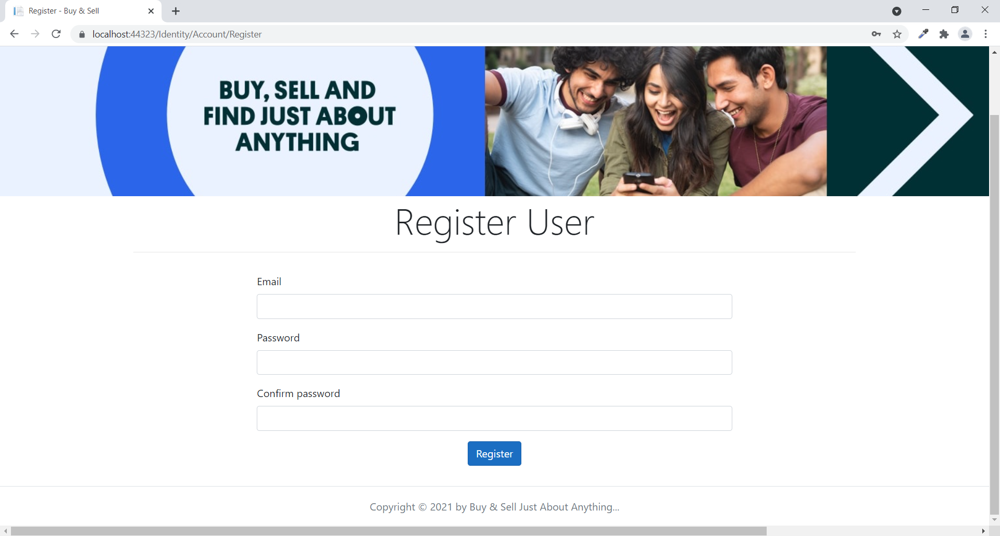 Register - Buy & Sell
localhost:44323/Identity/Account/Register
BUY, SELL AND
FIND JUST ABOUT
ANYTHING
Register User
Email
Password
Confirm password
Register
Copyright © 2021 by Buy & Sell Just About Anything...